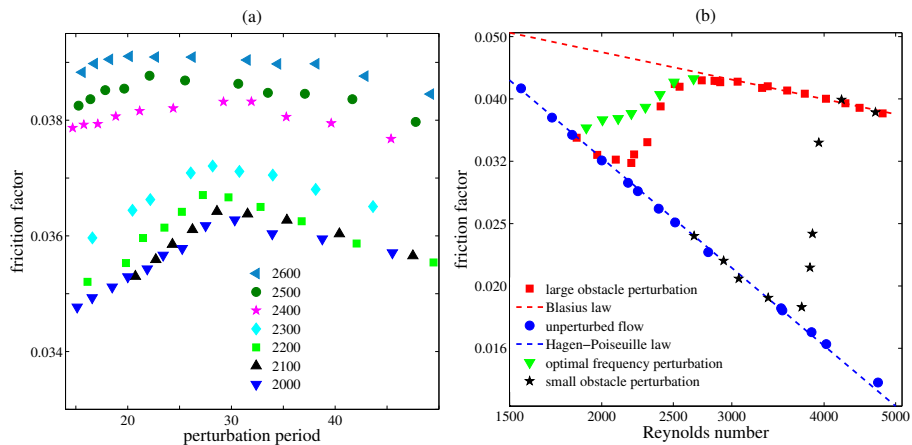 (a)
fricition factor
0.038
0.036
0.034
20
30
40
perturbation period
2600
2500
2400
2300
2200
2100
2000
(b)
friction factor
0.050
0.040
0.032
0.025
0.020
0.016
1500
2000
2500
3000
4000
5000
Reynolds number
large obstacle perturbation
Blasius law
unperturbed flow
Hagen−Poiseuille law
optimal frequency perturbation
small obstacle perturbation